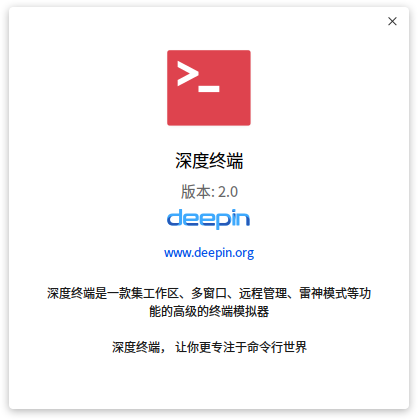 >_
深度终端
版本: 2.0
deepin
www.deepin.org
深度终端是一款集工作区、多窗口、远程管理、雷神模式等功
能的高级的终端模拟器
深度终端， 让你更专注于命令行世界